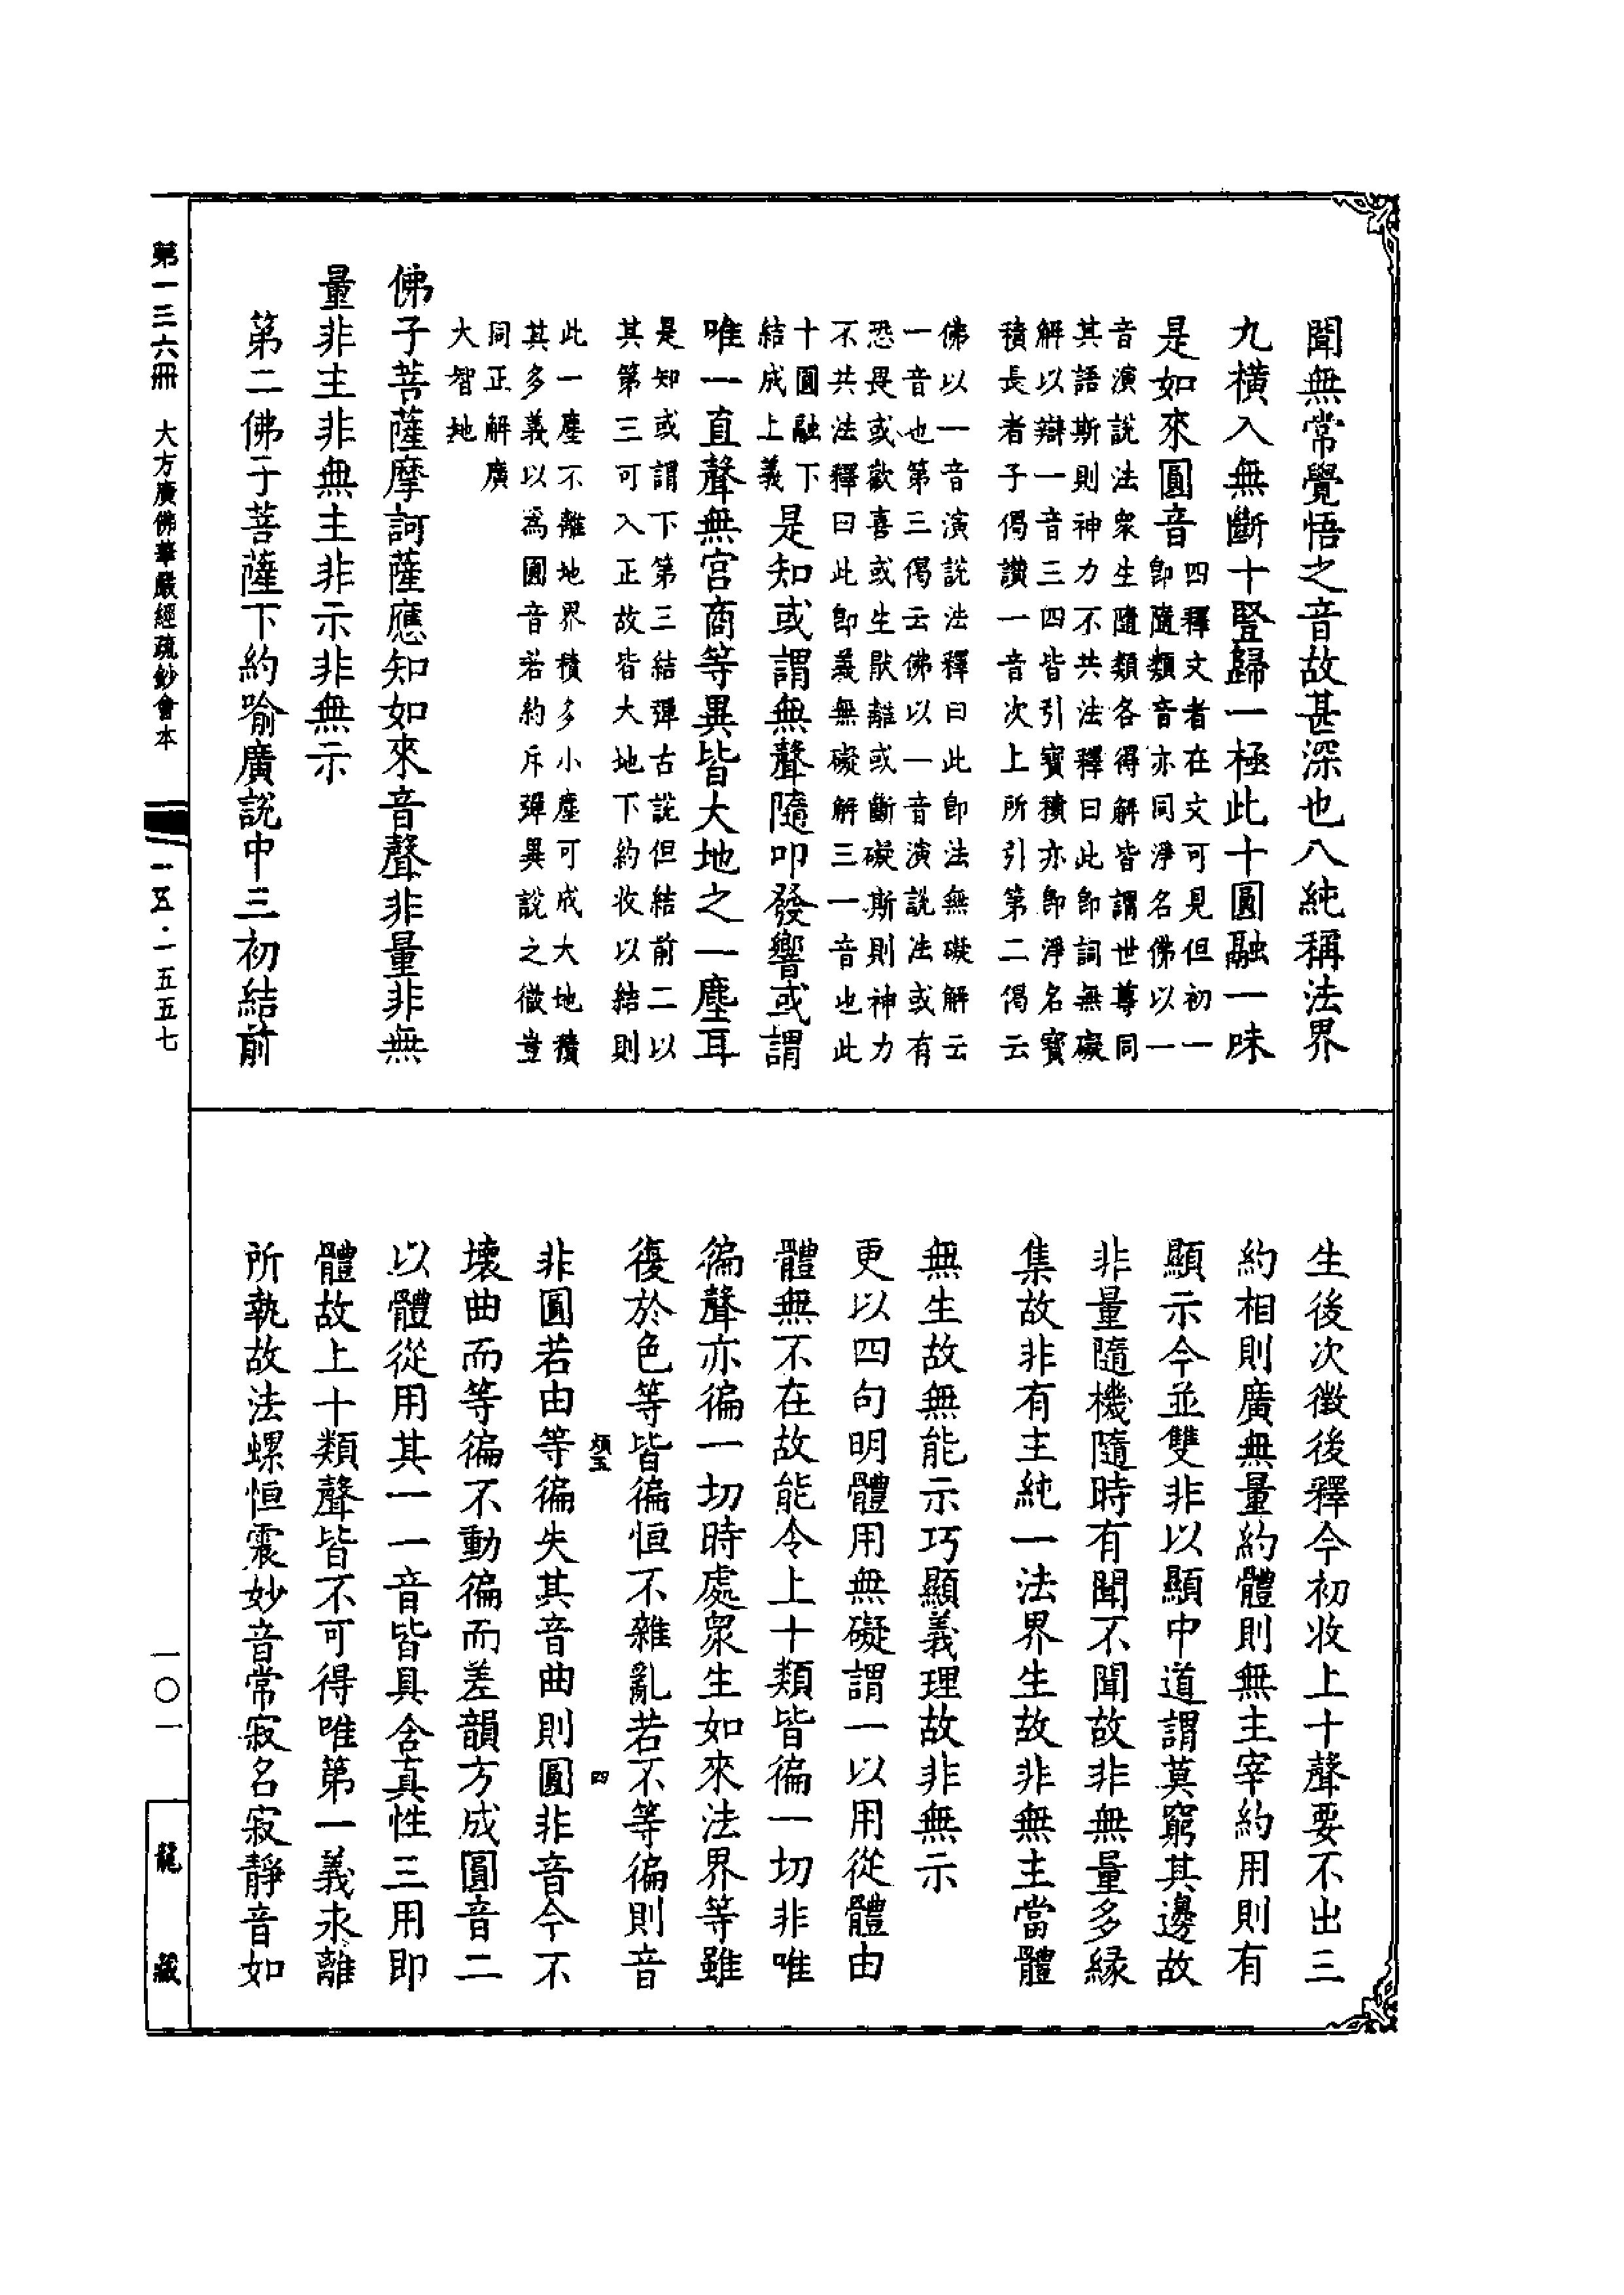 聞無常覺悟之音故甚深也八純稱法界
九橫入無斷十豎歸一極此十圓融一味
是如來圓音
四釋文者在文可見但初一
卽隨類音亦同淨名佛以一
音演說法衆生隨類各得解皆謂世尊同
其語斯則神力不共法釋曰此卽詞無礙
解以辯一音三四皆引寶積亦卽淨名寶
積長者子偈讚一音次上所引第二偈云
佛以一音演說法釋曰此卽法無礙解云
一音也第三偈云佛以一音演說法或有
恐畏或歡喜或生猒離或斷礙斯則神力
不共法釋曰此卽義無礙解三一音也此
十圓融下
結成上義
是知或謂無聲隨叩發響或謂
唯一直聲無宮商等異皆大地之一塵耳
是知或謂下第三結彈古說但結前二以
其第三可入正故皆大地下約收以結則
此一塵不離地界積多小塵可成大地積
其多義以為圓音若約斥彈異說之微豈
同正解廣
大智地
佛子菩薩摩訶薩應知如來音聲非量非無
量非主非無主非示非無示
第二佛子菩薩下約喻廣說中三初結前
生後次徵後釋今初收上十聲要不出三
約相則廣無量約體則無主宰約用則有
顯示今並雙非以顯中道謂莫窮其邊故
非量隨機隨時有聞不聞故非無量多緣
集故非有主純一法界生故非無主當體
無生故無能示巧顯義理故非無示
更以四句明體用無礙謂一以用從體由
體無不在故能令上十類皆徧一切非唯
徧聲亦徧一切時處衆生如來法界等雖
復於色等皆徧恒不雜亂若不等徧則音
煩五
四
非圓若由等徧失其音曲則圓非音今不
壞曲而等徧不動徧而差韻方成圓音二
以體從用其一一音皆具含真性三用卽
體故上十類聲皆不可得唯第一義永離
所執故法螺恒震妙音常寂名寂靜音如
第一三六冊 大方廣佛華嚴經疏鈔會本
一五·一五五七
一〇一
龍藏